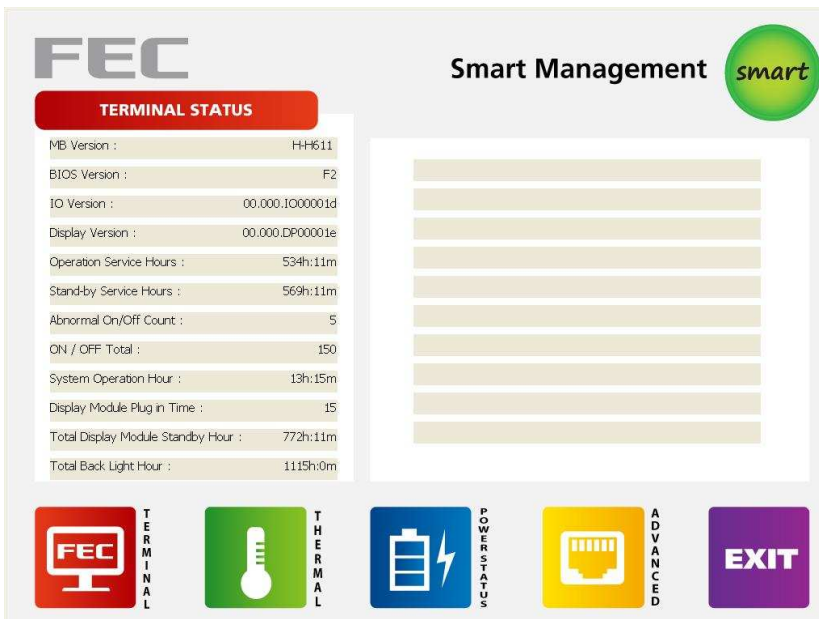 FEC
Smart Management
smart
TERMINAL STATUS
MB Version : H-H611
BIOS Version : F2
IO Version : 00.000.IO00001d
Display Version : 00.000.DP00001e
Operation Service Hours : 534h:11m
Stand-by Service Hours : 569h:11m
Abnormal On/Off Count : 5
ON / OFF Total : 150
System Operation Hour : 13h:15m
Display Module Plug in Time : 15
Total Display Module Standby Hour : 772h:11m
Total Back Light Hour : 1115h:0m
FEC
TERMINAL
THERMAL
POWER STATUS
ADVANCED
EXIT